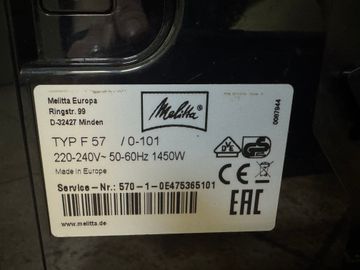 Melitta Europa
Ringstr. 99
D-32427 Minden
Melitta
TYP F 57 / 0-101
220-240V~ 50-60Hz 1450W
Made in Europe
Service-Nr.: 570-1-0E475365101
www.melitta.de
CE
EAC